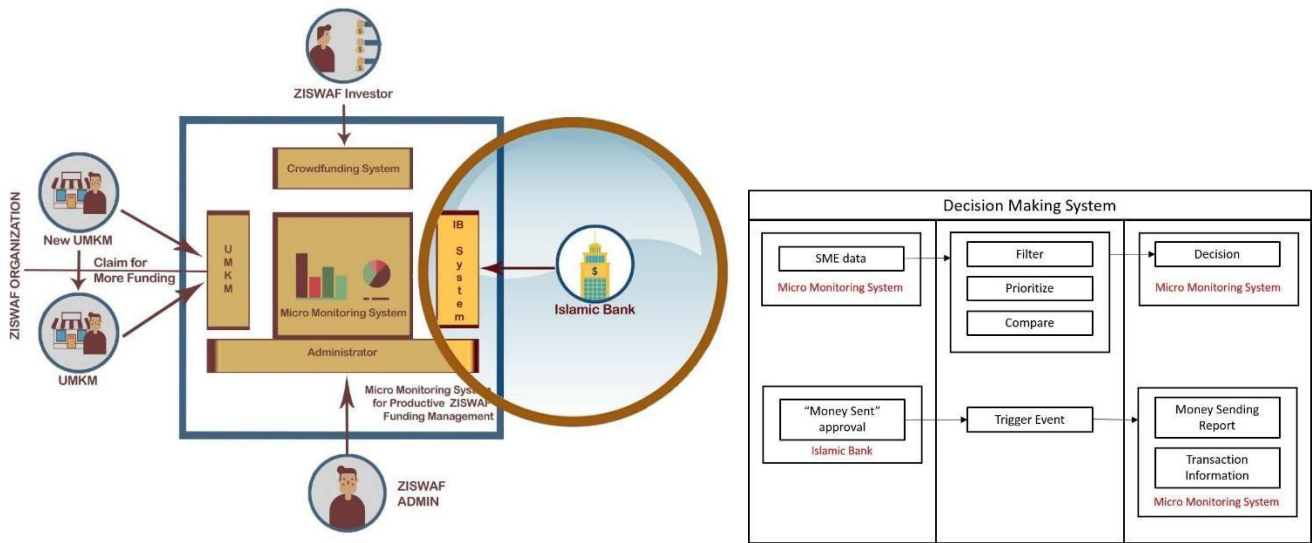 ZISWAF Investor
Crowdfunding System
ZISWAF ORGANIZATION
New UMKM
Claim for
More Funding
UMKM
UMKM
IB System
Micro Monitoring System
Islamic Bank
$
Administrator
Micro Monitoring System
for Productive ZISWAF
Funding Management
ZISWAF
ADMIN
Decision Making System
SME data
Micro Monitoring System
Filter
Prioritize
Compare
Decision
Micro Monitoring System
“Money Sent”
approval
Islamic Bank
Trigger Event
Money Sending
Report
Transaction
Information
Micro Monitoring System